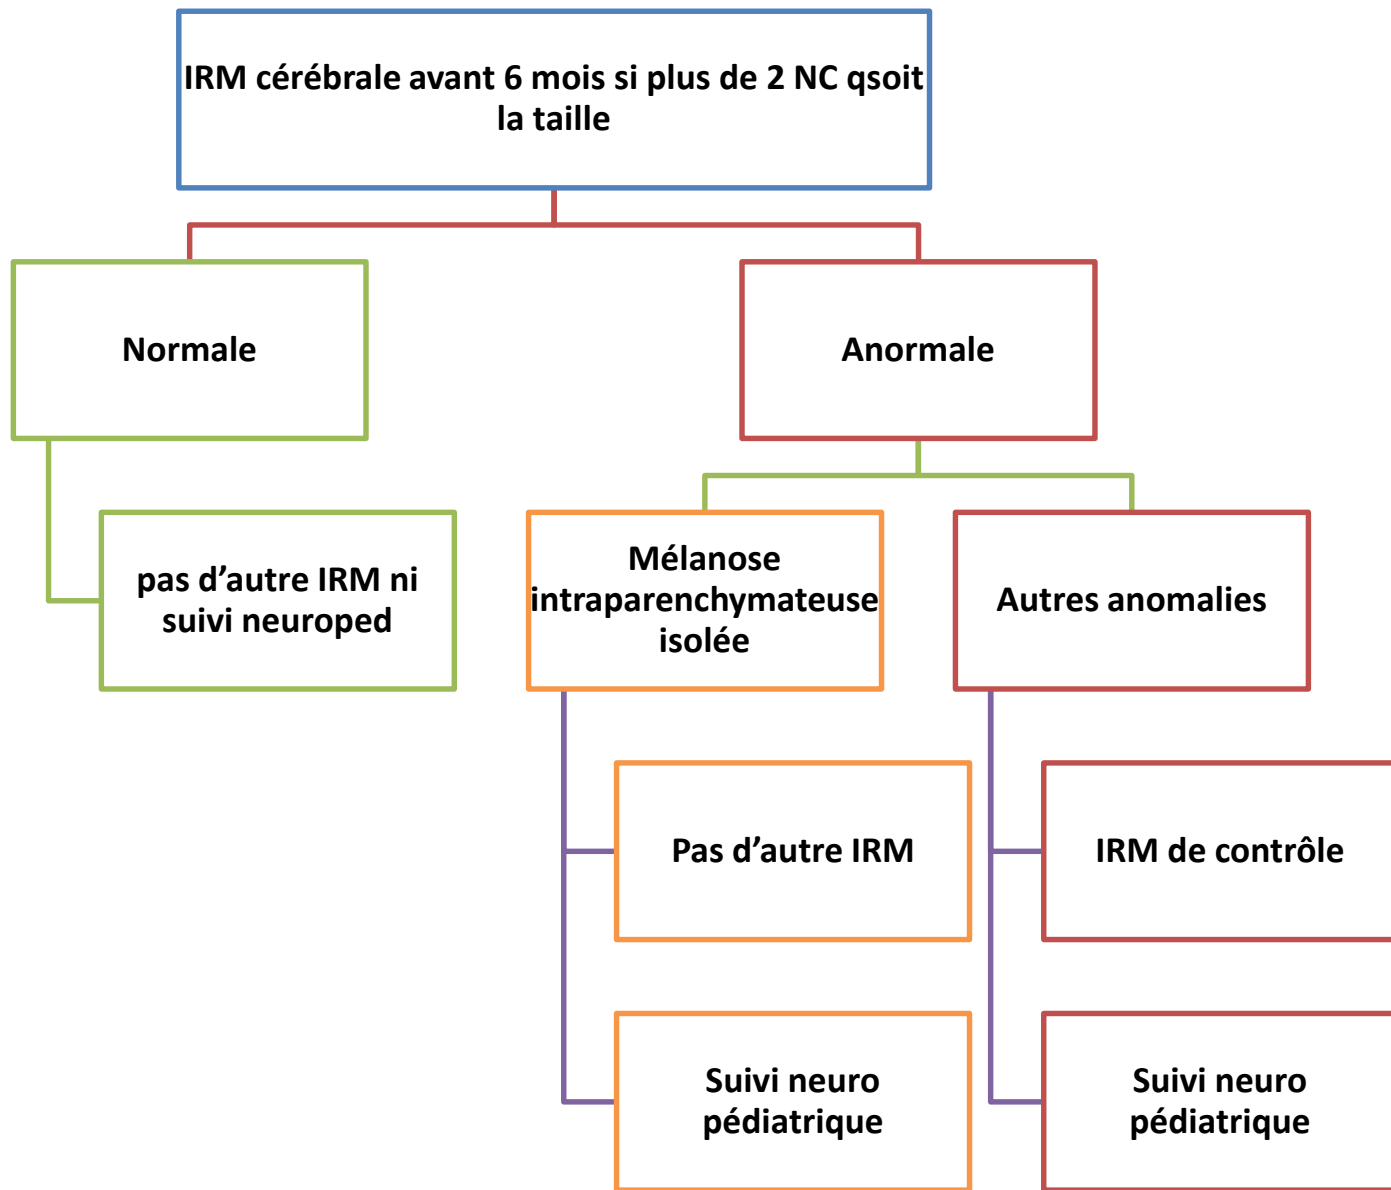 IRM cérébrale avant 6 mois si plus de 2 NC qsoit
la taille
Normale
Anormale
pas d’autre IRM ni
suivi neuroped
Mélanose
intraparenchymateuse
isolée
Autres anomalies
Pas d’autre IRM
IRM de contrôle
Suivi neuro
pédiatrique
Suivi neuro
pédiatrique